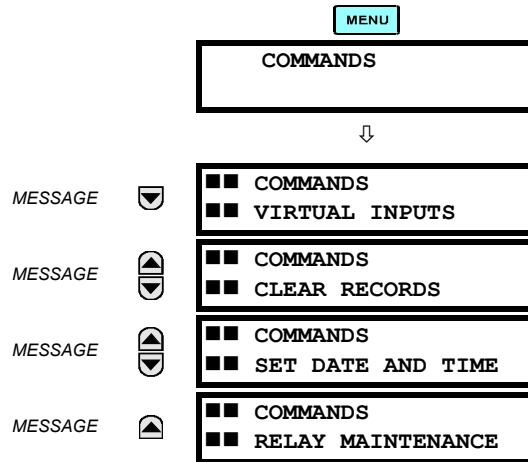 MENU
COMMANDS
⇩
MESSAGE ■■ COMMANDS
■■ VIRTUAL INPUTS
MESSAGE ■■ COMMANDS
■■ CLEAR RECORDS
MESSAGE ■■ COMMANDS
■■ SET DATE AND TIME
MESSAGE ■■ COMMANDS
■■ RELAY MAINTENANCE